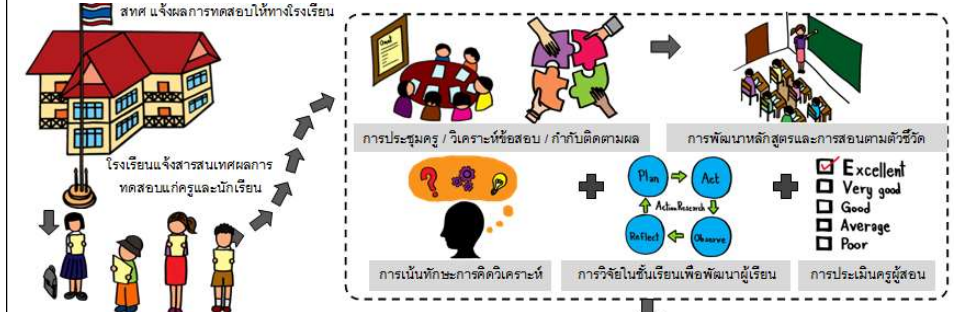 สทศ แจ้งผลการทดสอบให้ทางโรงเรียน
โรงเรียนแจ้งสารสนเทศผลการ
ทดสอบแก่ครูและนักเรียน
Goal
การประชุมครู / วิเคราะห์ข้อสอบ / กำกับติดตามผล
การพัฒนาหลักสูตรและการสอนตามตัวชี้วัด
?
Plan
Act
Action Research
Reflect
Observe
Excellent
Very good
Good
Average
Poor
การเน้นทักษะการคิดวิเคราะห์
การวิจัยในชั้นเรียนเพื่อพัฒนาผู้เรียน
การประเมินครูผู้สอน